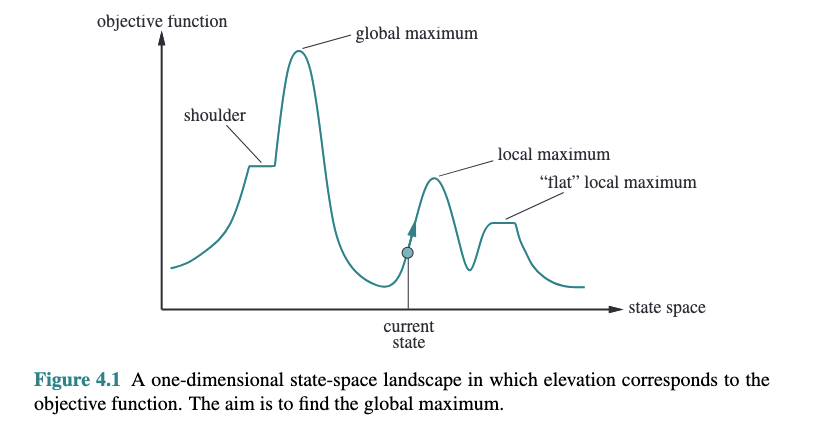 objective function
global maximum
shoulder
local maximum
“flat” local maximum
state space
current
state
Figure 4.1 A one-dimensional state-space landscape in which elevation corresponds to the
objective function. The aim is to find the global maximum.